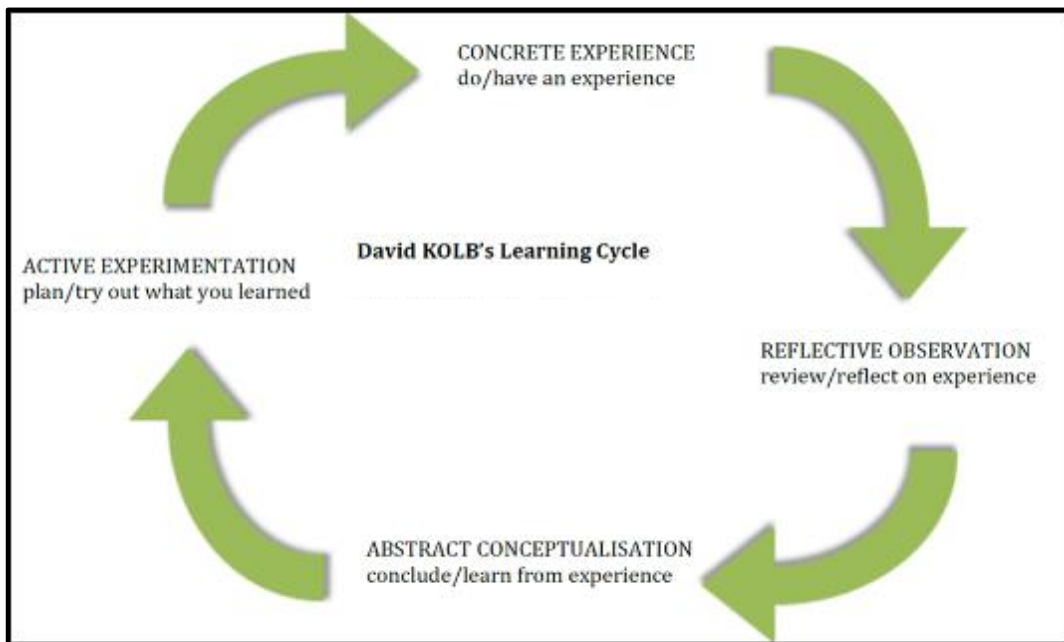 CONCRETE EXPERIENCE
do/have an experience
David KOLB's Learning Cycle
ACTIVE EXPERIMENTATION
plan/try out what you learned
REFLECTIVE OBSERVATION
review/reflect on experience
ABSTRACT CONCEPTUALISATION
conclude/learn from experience